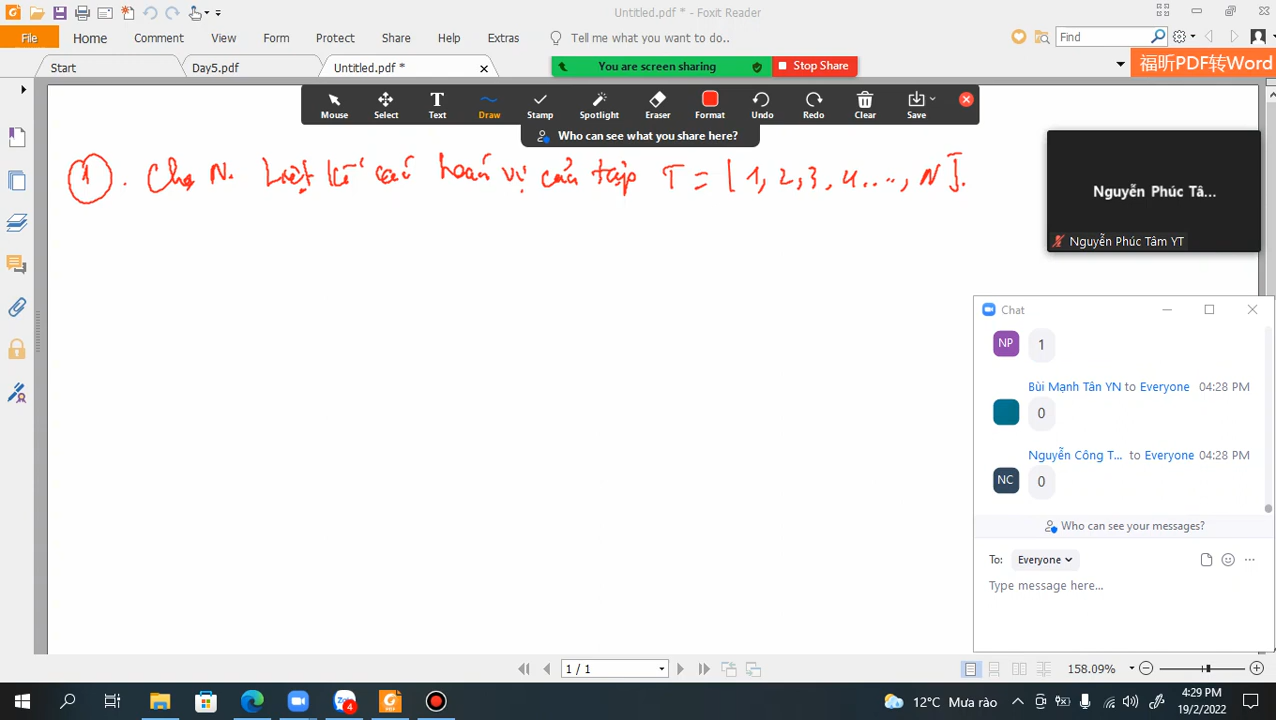 Untitled.pdf * - Foxit Reader
File Home Comment View Form Protect Share Help Extras Tell me what you want to do.. Find
Start Day5.pdf Untitled.pdf * You are screen sharing Stop Share 福昕PDF转Word
Mouse Select Text Draw Stamp Spotlight Eraser Format Undo Redo Clear Save
Who can see what you share here?
1. Cho N. Liệt kê các hoán vị của tập T = [1, 2, 3, 4..., N].
Nguyễn Phúc Tâ...
Nguyễn Phúc Tâm YT
Chat
NP 1
Bùi Mạnh Tân YN to Everyone 04:28 PM
0
Nguyễn Công T... to Everyone 04:28 PM
NC 0
Who can see your messages?
To: Everyone
Type message here...
1 / 1 158.09%
4 12°C Mưa rào 4:29 PM
19/2/2022